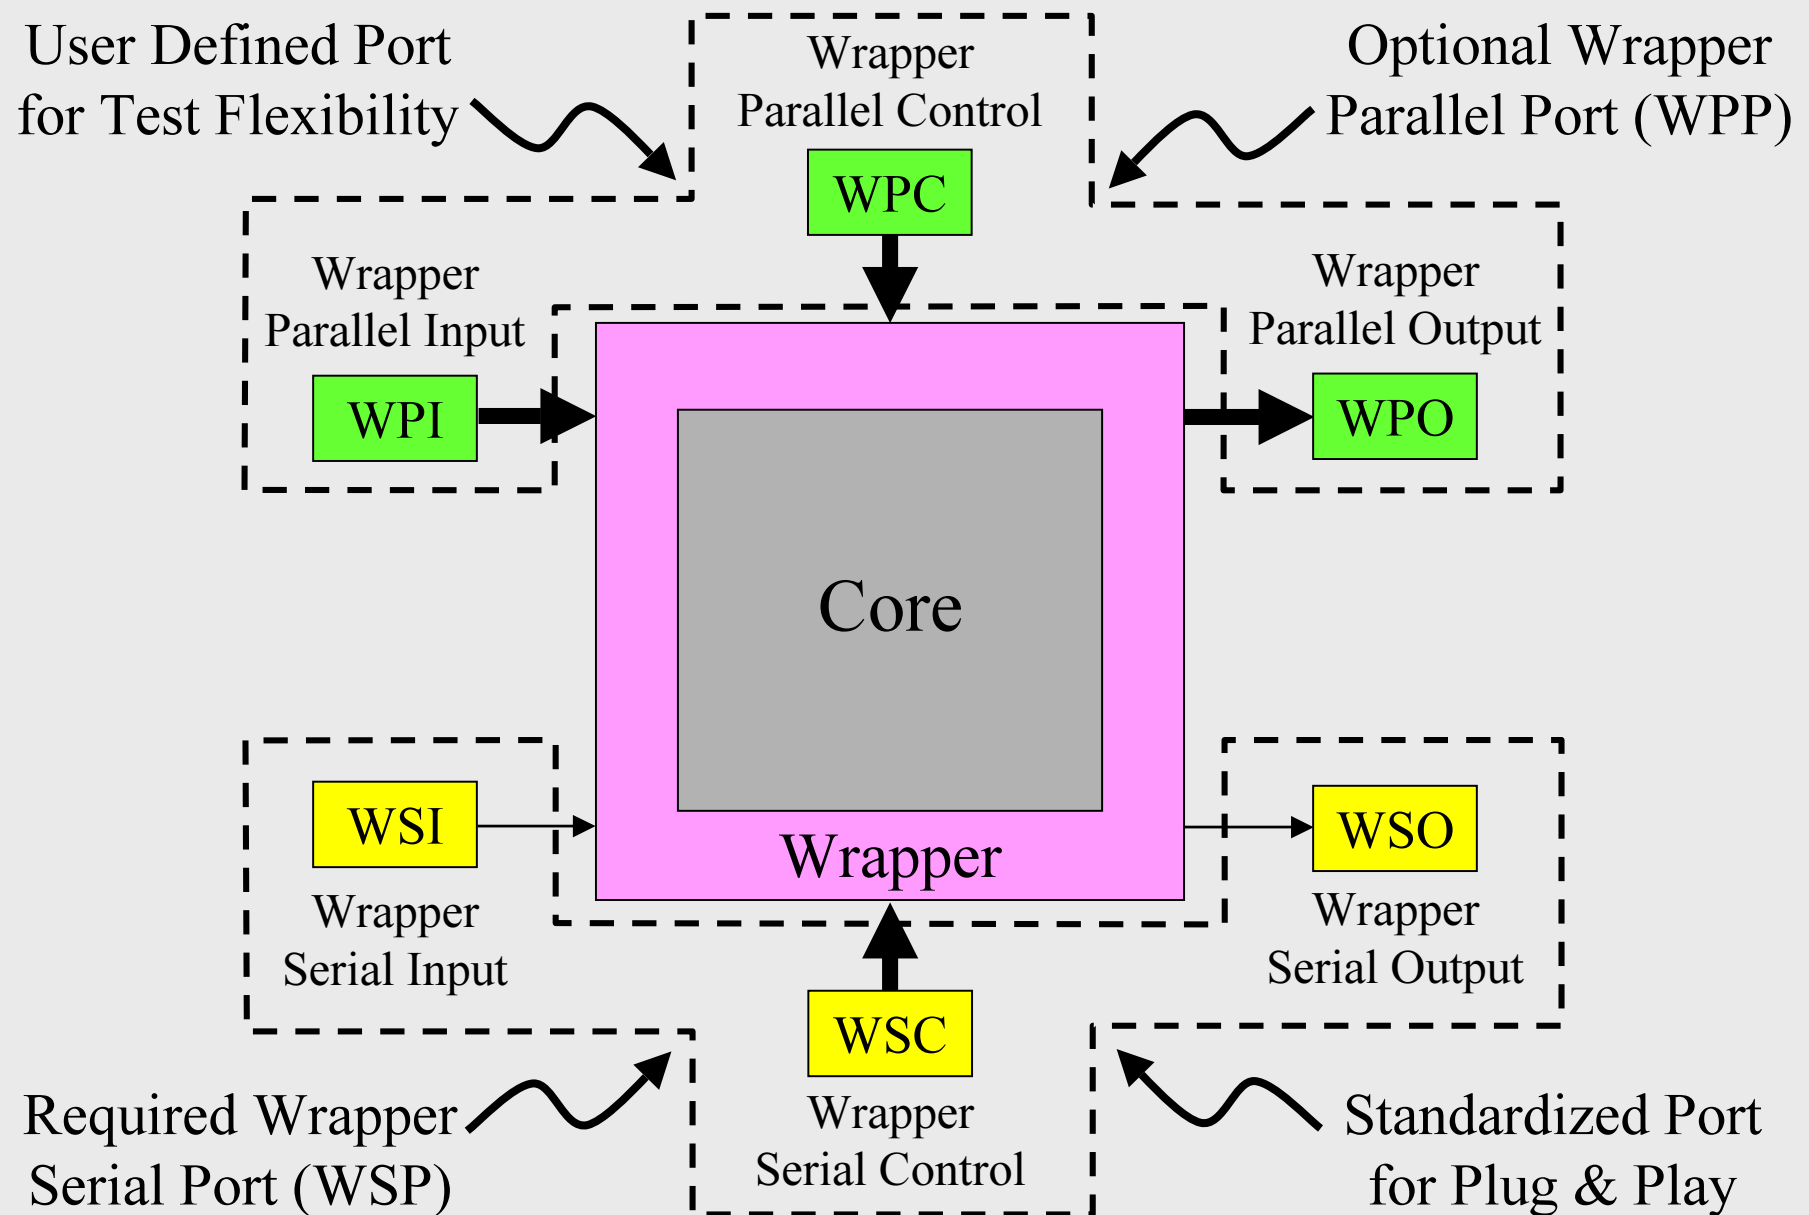 User Defined Port
for Test Flexibility
Wrapper
Parallel Control
WPC
Optional Wrapper
Parallel Port (WPP)
Wrapper
Parallel Input
WPI
Wrapper
Parallel Output
WPO
Core
Wrapper
WSI
Wrapper
Serial Input
WSO
Wrapper
Serial Output
WSC
Wrapper
Serial Control
Required Wrapper
Serial Port (WSP)
Standardized Port
for Plug & Play